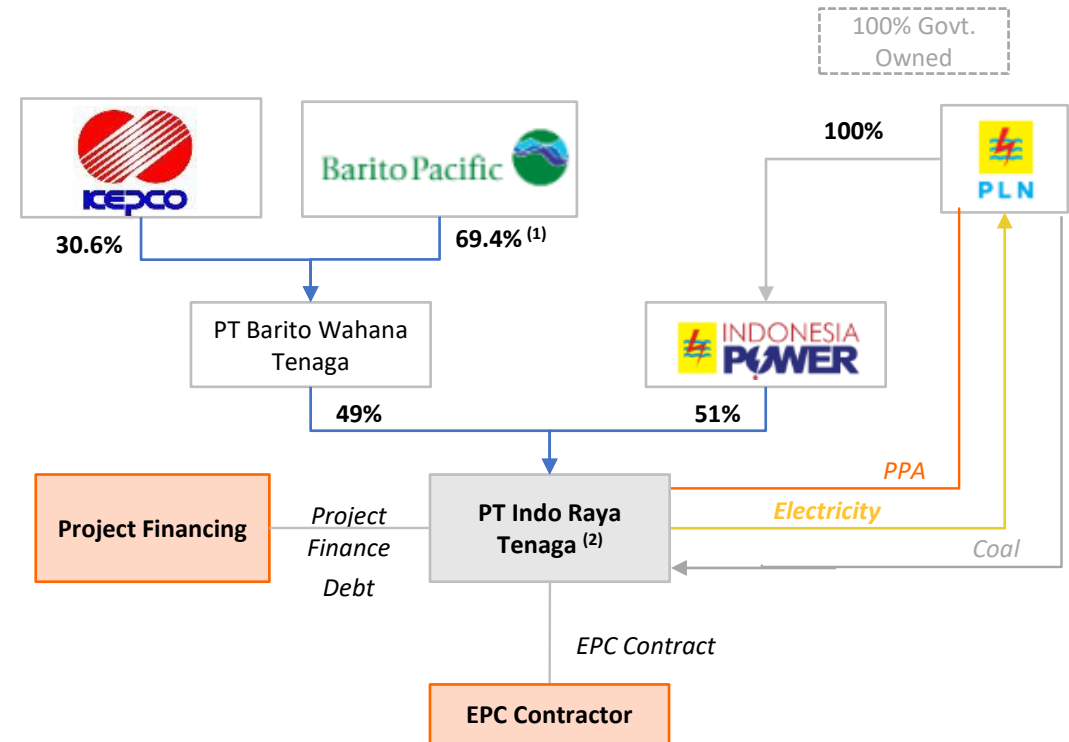 100% Govt.
Owned
KEPCO
Barito Pacific
100%
PLN
30.6%
69.4% (1)
PT Barito Wahana
Tenaga
INDONESIA
POWER
49%
51%
PPA
Project Financing
Project
Finance
Debt
PT Indo Raya
Tenaga (2)
Electricity
Coal
EPC Contract
EPC Contractor